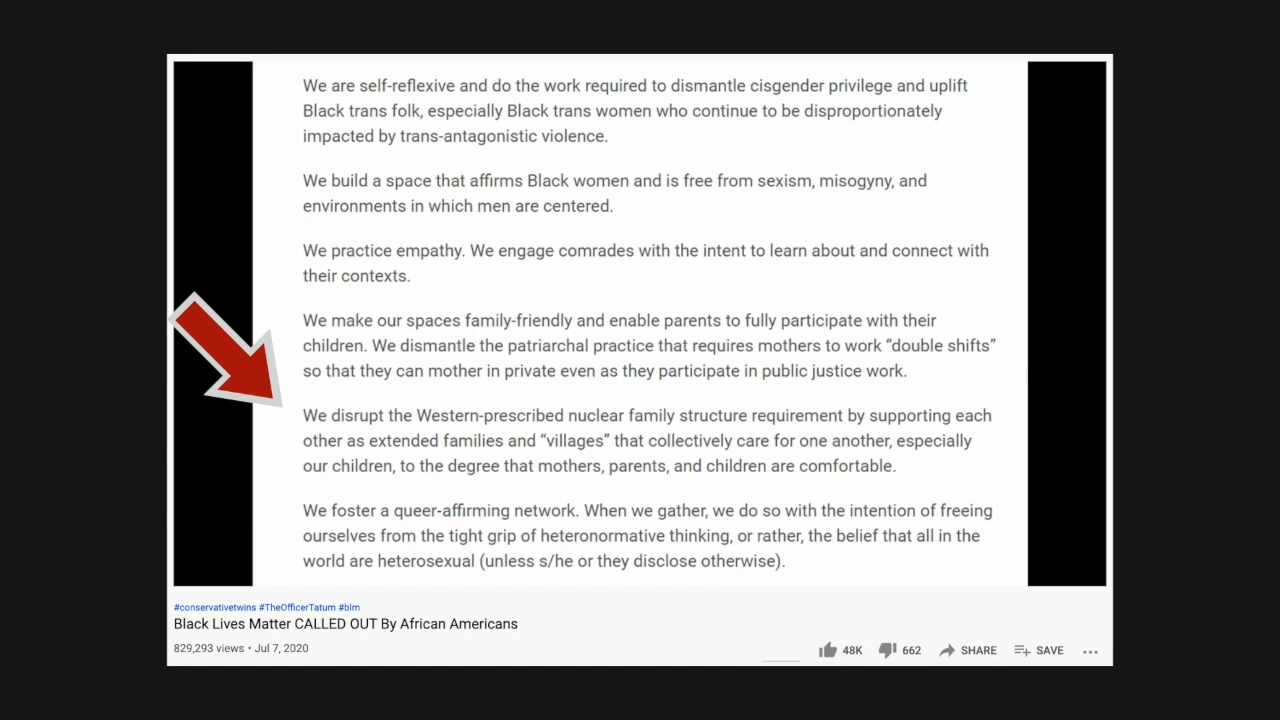 We are self-reflexive and do the work required to dismantle cisgender privilege and uplift
Black trans folk, especially Black trans women who continue to be disproportionately
impacted by trans-antagonistic violence.
We build a space that affirms Black women and is free from sexism, misogyny, and
environments in which men are centered.
We practice empathy. We engage comrades with the intent to learn about and connect with
their contexts.
We make our spaces family-friendly and enable parents to fully participate with their
children. We dismantle the patriarchal practice that requires mothers to work “double shifts”
so that they can mother in private even as they participate in public justice work.
We disrupt the Western-prescribed nuclear family structure requirement by supporting each
other as extended families and “villages” that collectively care for one another, especially
our children, to the degree that mothers, parents, and children are comfortable.
We foster a queer-affirming network. When we gather, we do so with the intention of freeing
ourselves from the tight grip of heteronormative thinking, or rather, the belief that all in the
world are heterosexual (unless s/he or they disclose otherwise).
#conservativetwins #TheOfficerTatum #blm
Black Lives Matter CALLED OUT By African Americans
829,293 views • Jul 7, 2020
48K 662 SHARE SAVE